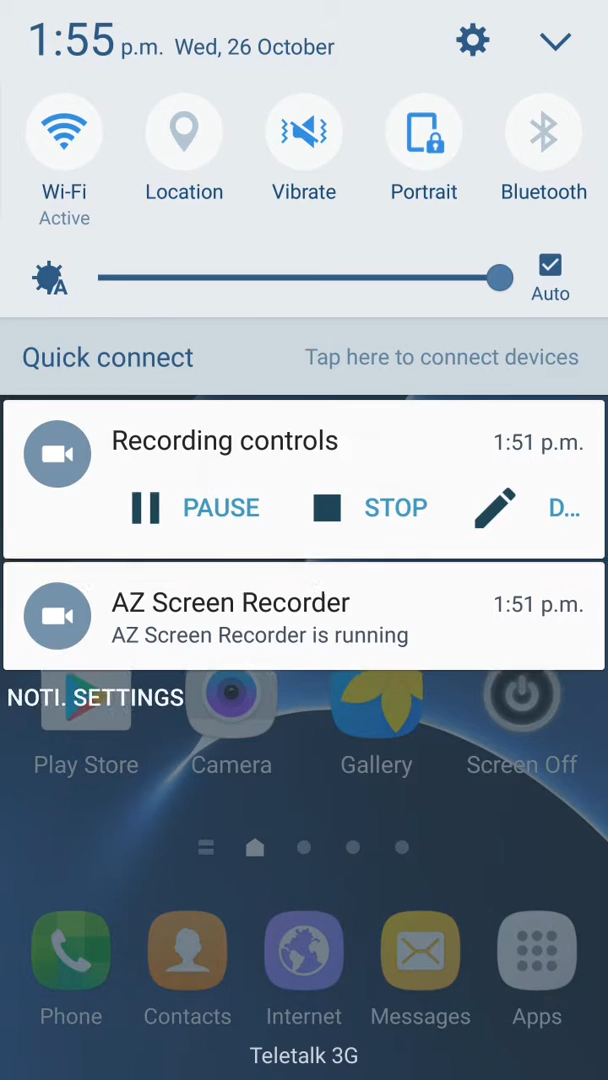 1:55 p.m. Wed, 26 October
Wi-Fi Location Vibrate Portrait Bluetooth
Active
A Auto
Quick connect Tap here to connect devices
Recording controls 1:51 p.m.
PAUSE STOP D...
AZ Screen Recorder 1:51 p.m.
AZ Screen Recorder is running
NOTI. SETTINGS
Play Store Camera Gallery Screen Off
Phone Contacts Internet Messages Apps
Teletalk 3G